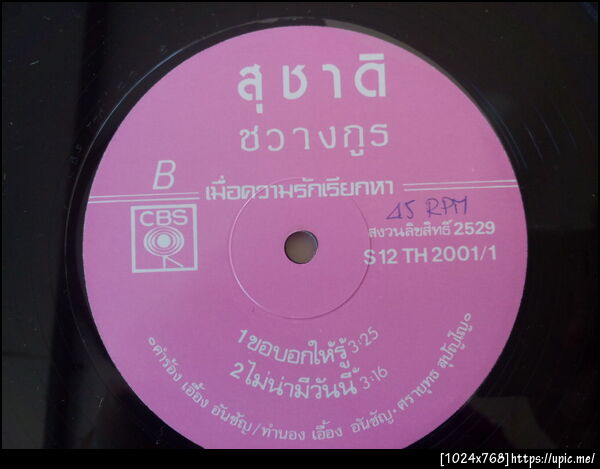 สุชาติ
ชวางกูร
B
เมื่อความรักเรียกหา
CBS
45 RPM
สงวนลิขสิทธิ์ 2529
S 12 TH 2001/1
1 ขอบอกให้รู้ 3:25
2 ไม่น่ามีวันนี้ 3:16
คำร้อง เอื้อง อันชัญ/ทำนอง เอื้อง อันชัญ•ศราบุทธ สุปัญโญ
[1024x768]https://upic.me/